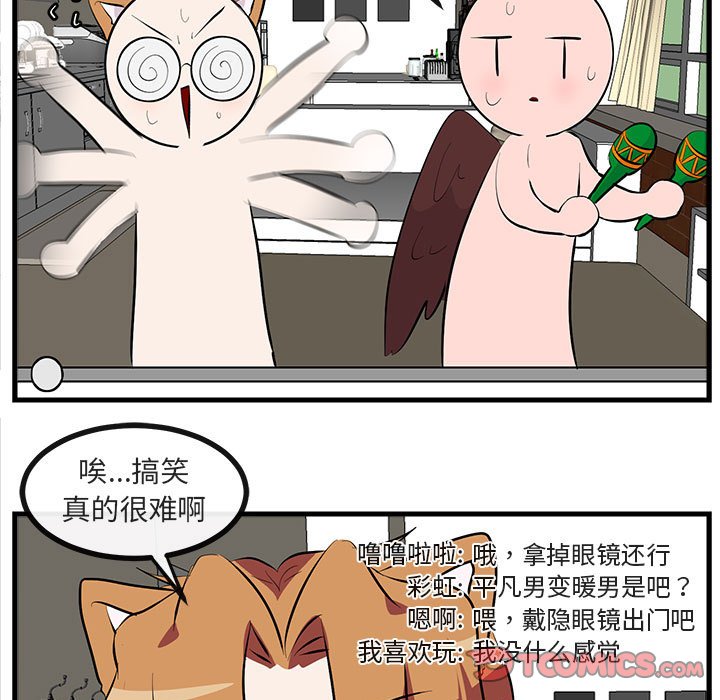 唉...搞笑
真的很难啊
噜噜啦啦: 哦，拿掉眼镜还行
彩虹: 平凡男变暖男是吧？
嗯啊: 喂，戴隐眼镜出门吧
我喜欢玩: 我没什么感觉
TCOMICS.COM